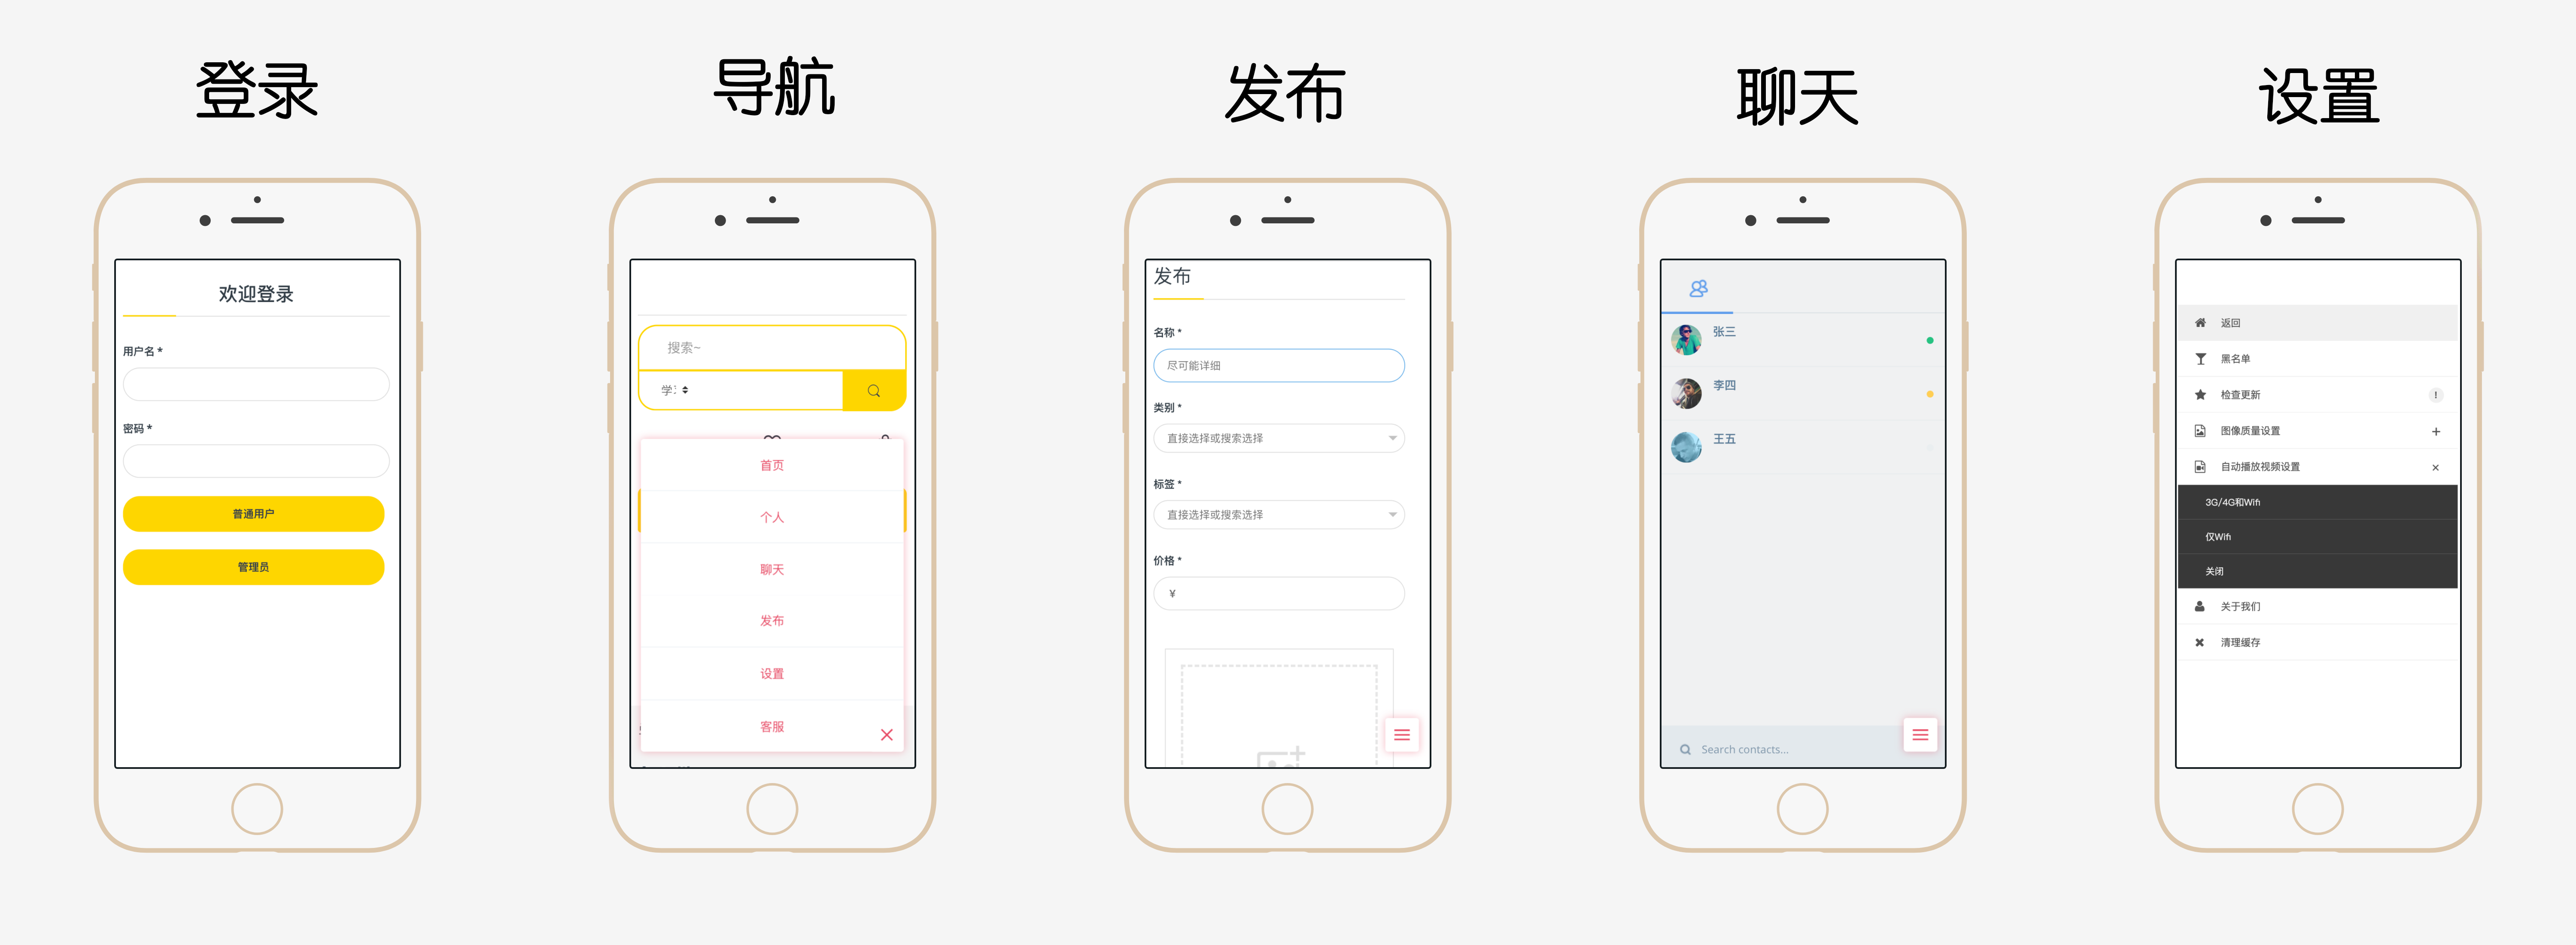 登录
导航
发布
聊天
设置
欢迎登录
用户名 *
密码 *
普通用户
管理员
搜索~
首页
个人
聊天
发布
设置
客服
发布
名称 *
尽可能详细
类别 *
直接选择或搜索选择
标签 *
直接选择或搜索选择
价格 *
¥
张三
李四
王五
Search contacts...
返回
黑名单
检查更新
!
图像质量设置
自动播放视频设置
3G/4G和Wifi
仅Wifi
关闭
关于我们
清理缓存